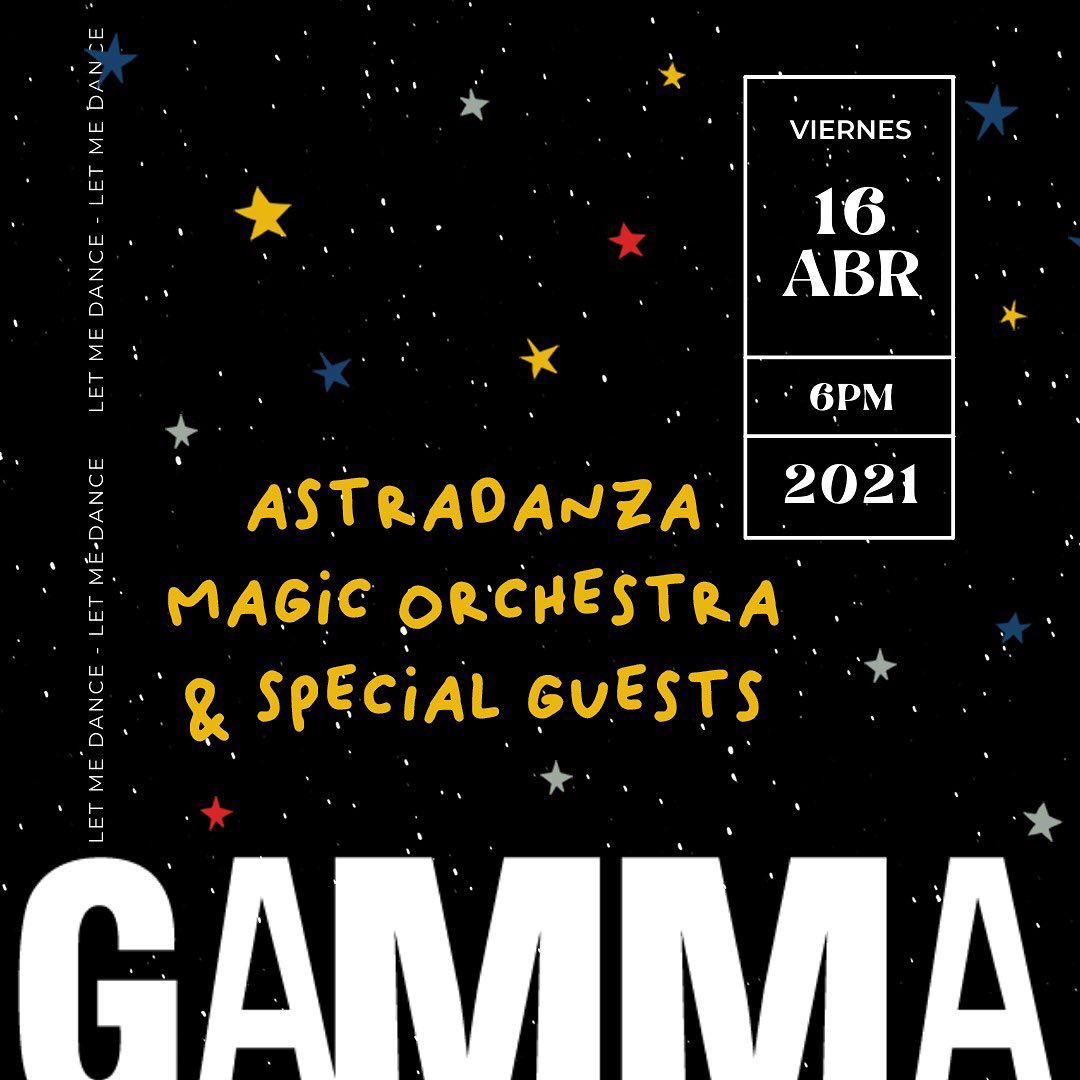 LET ME DANCE - LET ME DANCE
LET ME DANCE - LET ME DANCE
VIERNES
16
ABR
6PM
2021
ASTRADANZA
MAGIC ORCHESTRA
& SPECIAL GUESTS
GAMMA